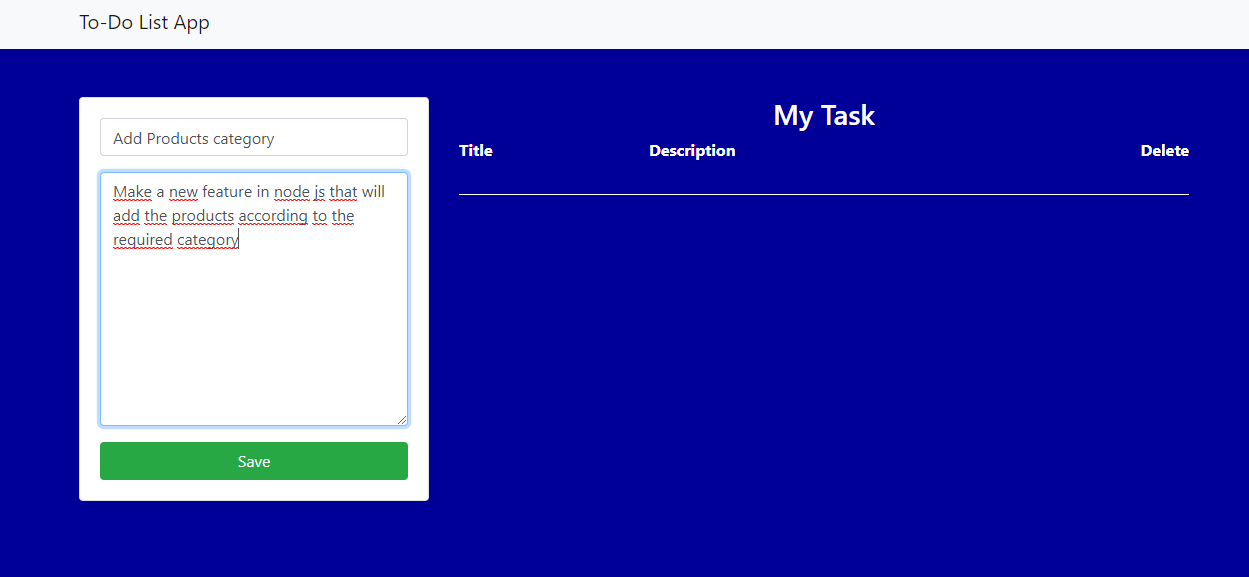 To-Do List App
Add Products category
Make a new feature in node js that will
add the products according to the
required category
Save
My Task
Title Description Delete